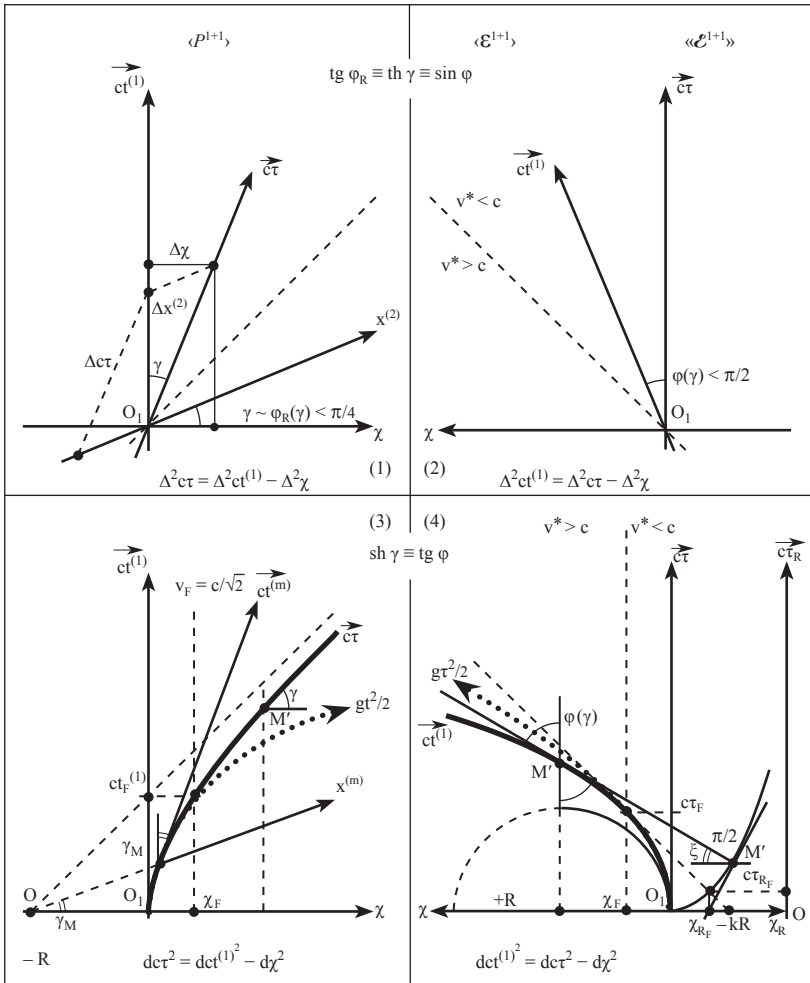 ‹P¹⁺¹›
‹Ɛ¹⁺¹›
«ℰ¹⁺¹»
tg φ_R ≡ th γ ≡ sin φ
ct⁽¹⁾
cτ
Δχ
Δx⁽²⁾
x⁽²⁾
Δcτ
γ
O₁
γ ~ φ_R(γ) < π/4
χ
(1)
Δ²cτ = Δ²ct⁽¹⁾ − Δ²χ
cτ
ct⁽¹⁾
v* < c
v* > c
φ(γ) < π/2
O₁
χ
(2)
Δ²ct⁽¹⁾ = Δ²cτ − Δ²χ
(3)
(4)
sh γ ≡ tg φ
ct⁽¹⁾
v_F = c/√2
ct⁽ᵐ⁾
cτ
γ
M′
gt²/2
ct_F⁽¹⁾
x⁽ᵐ⁾
γ_M
O
γ_M
O₁
χ_F
χ
− R
dcτ² = dct⁽¹⁾² − dχ²
v* > c
v* < c
cτ
cτ_R
gτ²/2
φ(γ)
ct⁽¹⁾
M′
cτ_F
π/2
ξ
M′
cτ_{R_F}
O₁
χ
+R
χ_F
χ_{R_F}
−kR
χ_R
O
dct⁽¹⁾² = dcτ² − dχ²